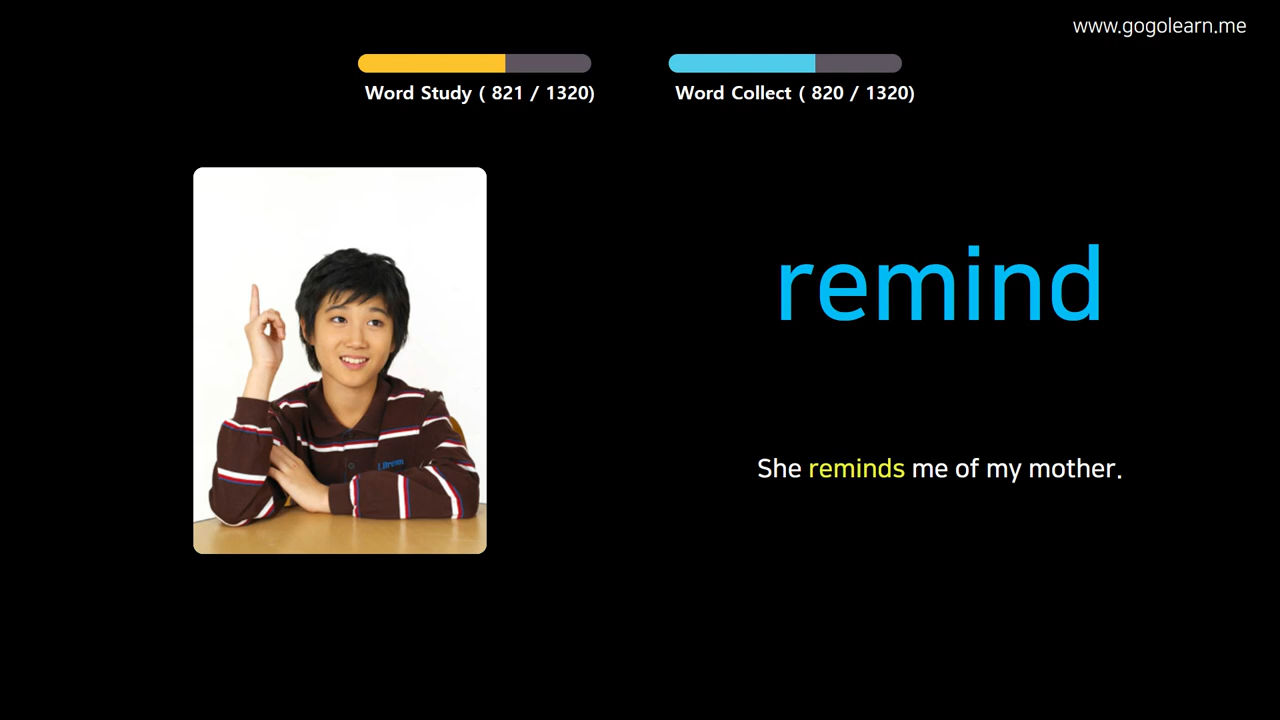 www.gogolearn.me
Word Study ( 821 / 1320)
Word Collect ( 820 / 1320)
remind
She reminds me of my mother.